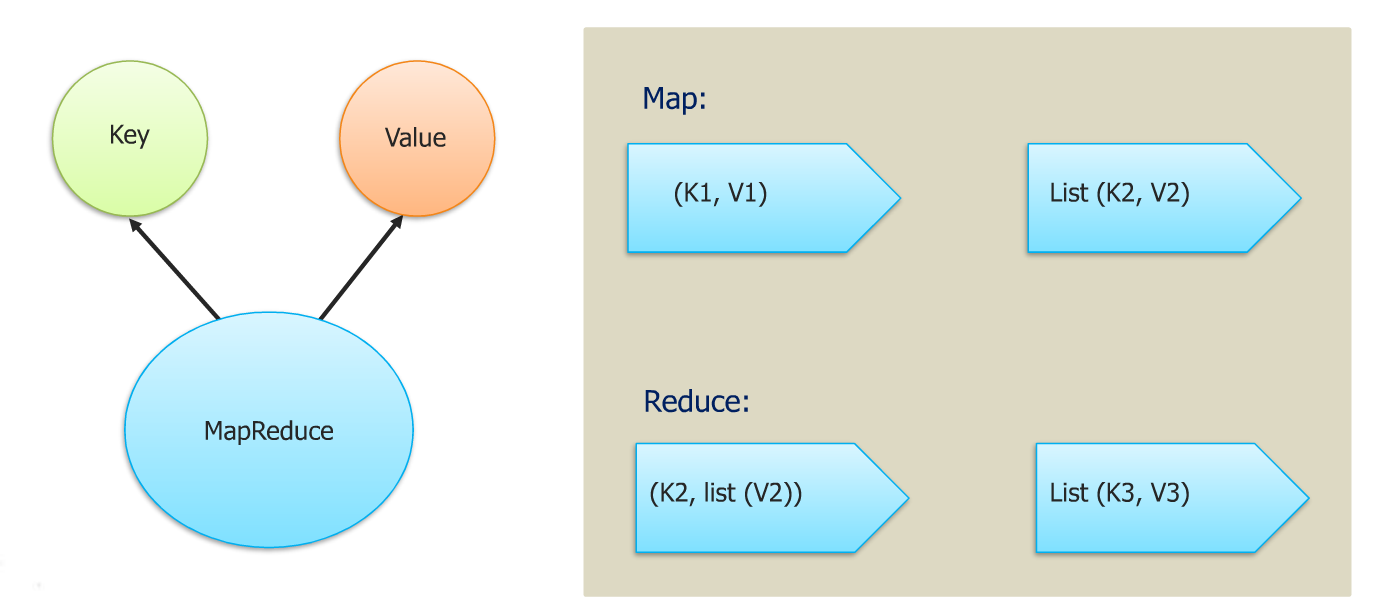 Key
Value
MapReduce
Map:
(K1, V1)
List (K2, V2)
Reduce:
(K2, list (V2))
List (K3, V3)